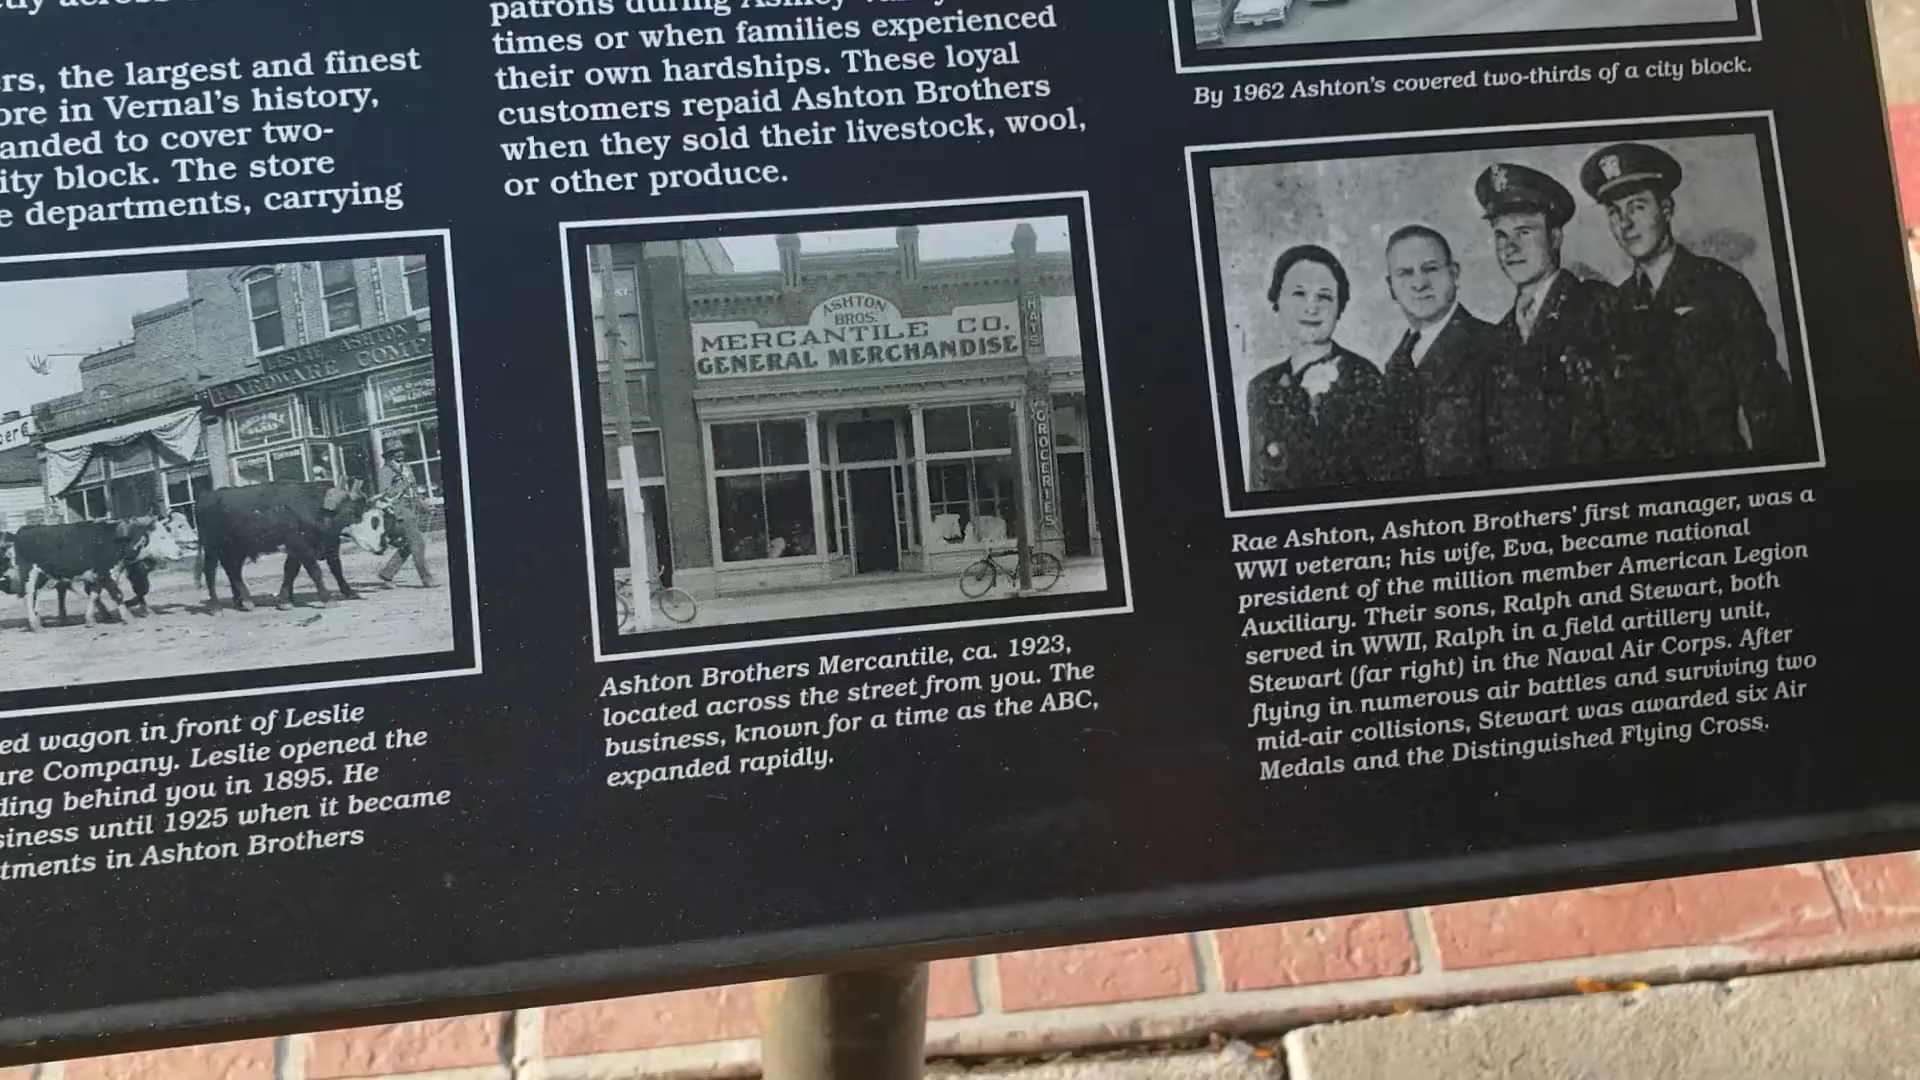 rs, the largest and finest
ore in Vernal's history,
anded to cover two-
ity block. The store
e departments, carrying
LESLIE ASHTON
HARDWARE COMP
ed wagon in front of Leslie
are Company. Leslie opened the
ding behind you in 1895. He
siness until 1925 when it became
tments in Ashton Brothers
patrons during Ashley
times or when families experienced
their own hardships. These loyal
customers repaid Ashton Brothers
when they sold their livestock, wool,
or other produce.
ASHTON
BROS.
MERCANTILE CO.
GENERAL MERCHANDISE
HATS
GROCERIES
Ashton Brothers Mercantile, ca. 1923,
located across the street from you. The
business, known for a time as the ABC,
expanded rapidly.
By 1962 Ashton's covered two-thirds of a city block.
Rae Ashton, Ashton Brothers' first manager, was a
WWI veteran; his wife, Eva, became national
president of the million member American Legion
Auxiliary. Their sons, Ralph and Stewart, both
served in WWII, Ralph in a field artillery unit,
Stewart (far right) in the Naval Air Corps. After
flying in numerous air battles and surviving two
mid-air collisions, Stewart was awarded six Air
Medals and the Distinguished Flying Cross.